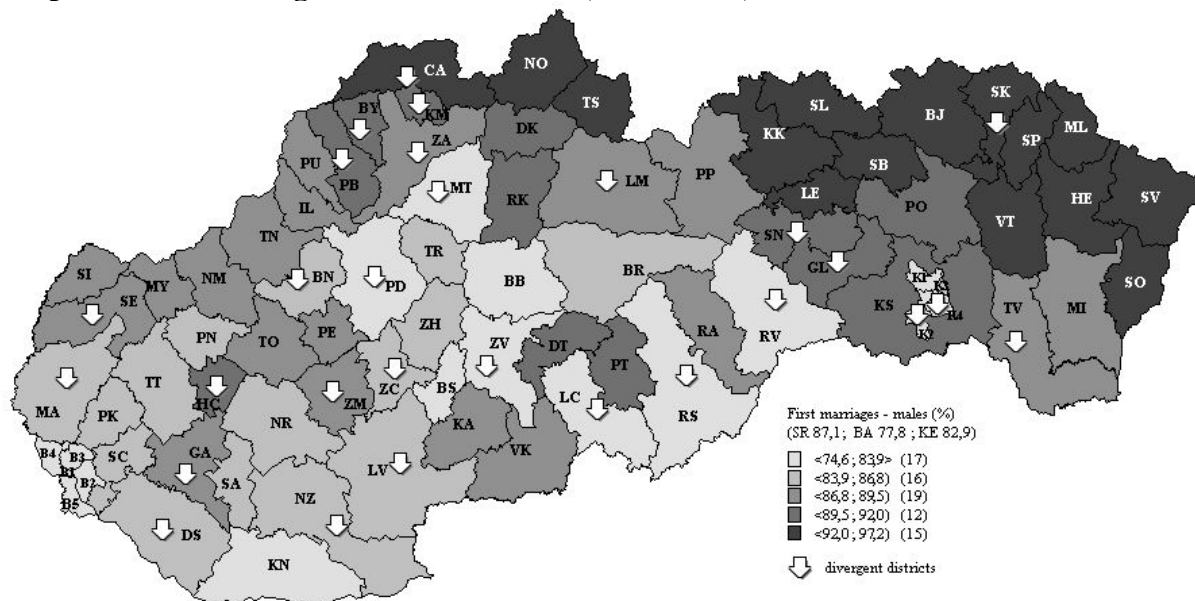 CA
NO
TS
BY
KM
ZA
DK
SL
BJ
SK
KK
SP
ML
PU
PB
MT
RK
LM
PP
SB
LE
PO
VT
HE
SV
IL
TN
TR
SN
GL
SI
NM
BN
PD
BB
BR
SO
MY
SE
PE
ZH
RA
RV
KS
K1
K3
K4
K2
TV
MI
PN
TO
ZV
DT
PT
MA
TT
HC
ZM
ZC
BS
LC
RS
PK
NR
KA
VK
B4
B3
B1
B2
B5
SC
GA
SA
LV
NZ
DS
KN
First marriages - males (%)
(SR 87,1; BA 77,8 ; KE 82,9)
<74,6 ; 83,9> (17)
<83,9 ; 86,8) (16)
<86,8 ; 89,5) (19)
<89,5 ; 92,0) (12)
<92,0 ; 97,2) (15)
divergent districts